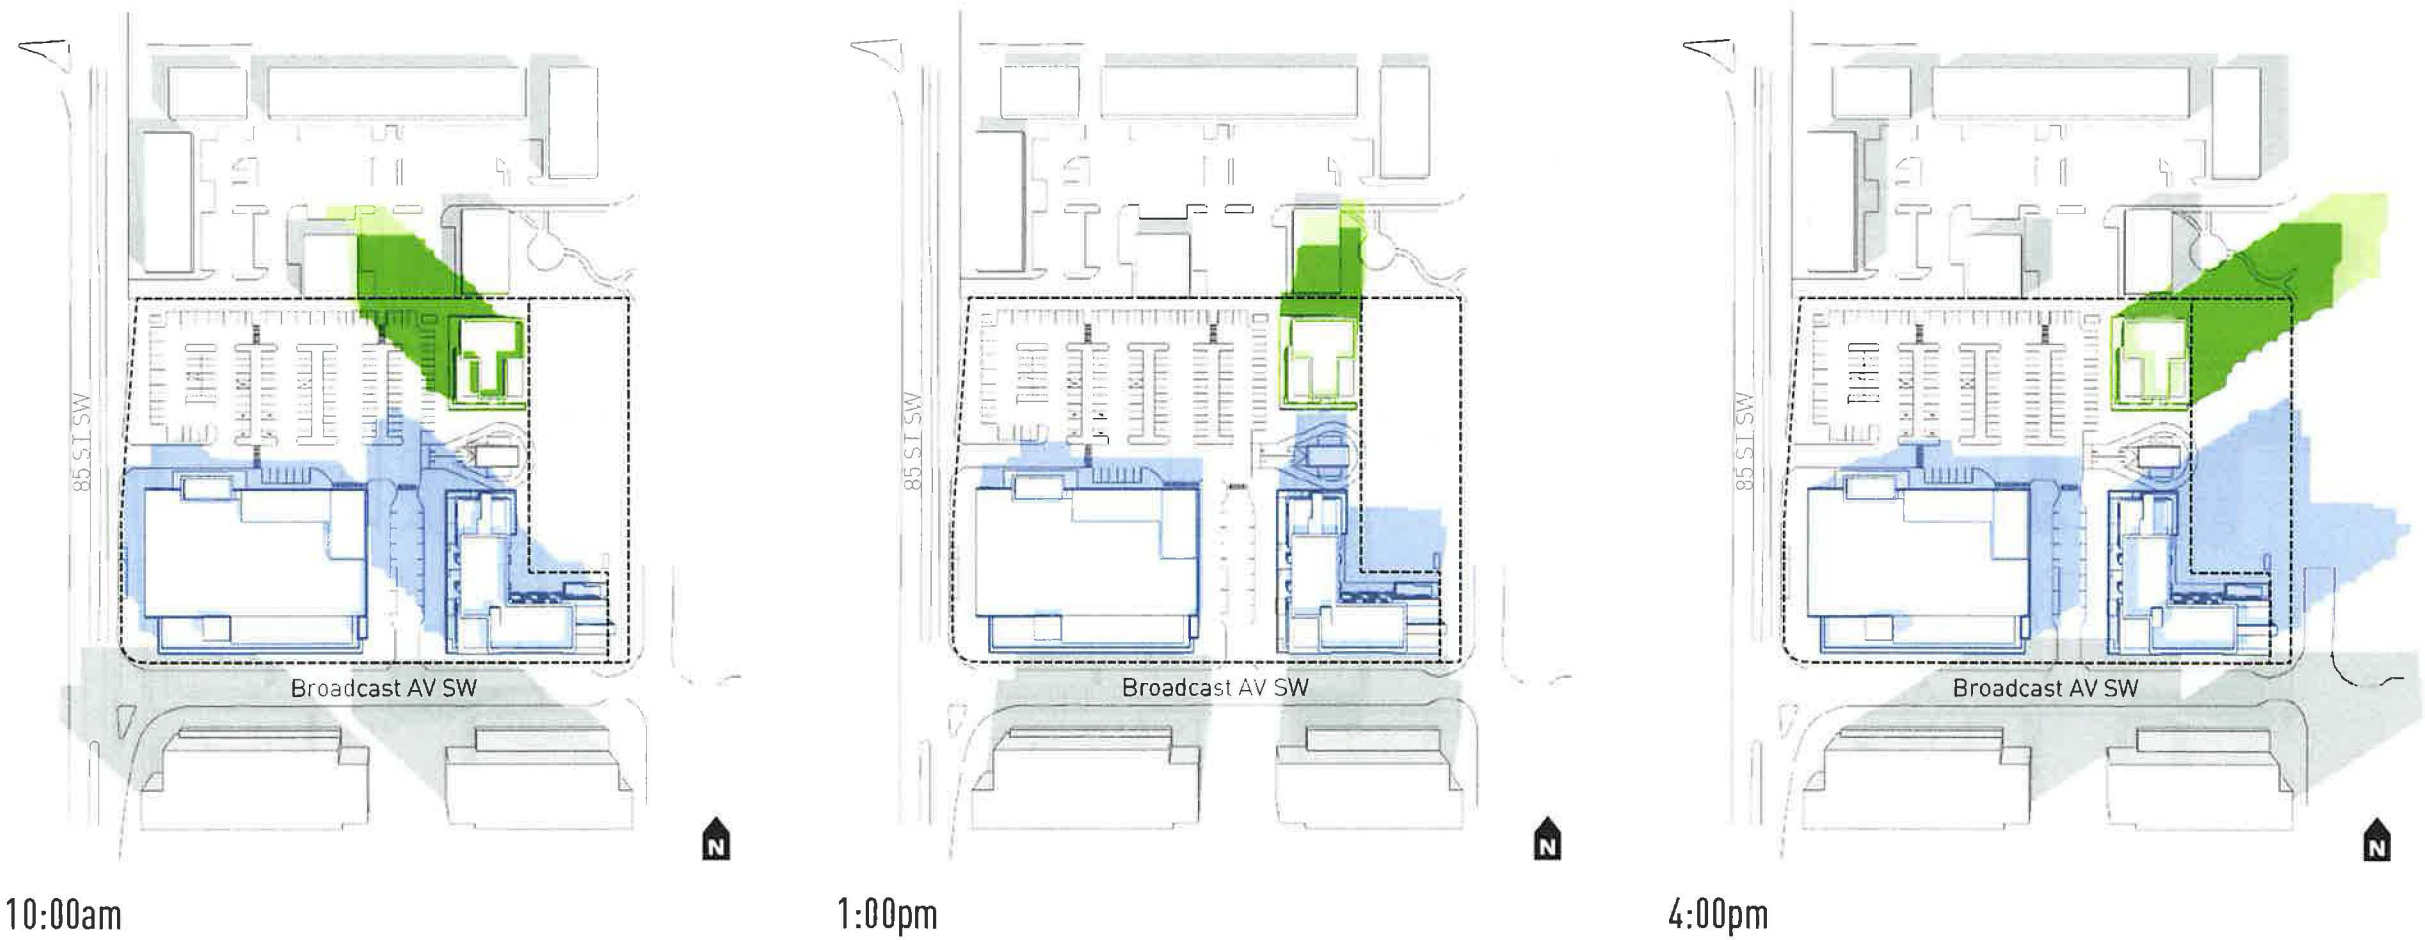 85 ST SW
Broadcast AV SW
N
10:00am
85 ST SW
Broadcast AV SW
N
1:00pm
85 ST SW
Broadcast AV SW
N
4:00pm